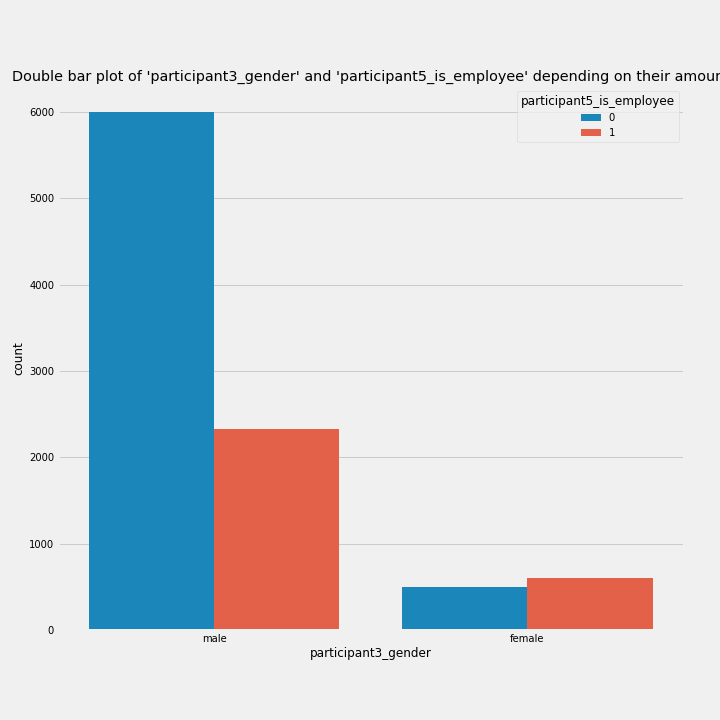 Double bar plot of 'participant3_gender' and 'participant5_is_employee' depending on their
participant5_is_employee
0
1
6000
5000
4000
3000
2000
1000
0
count
male
female
participant3_gender